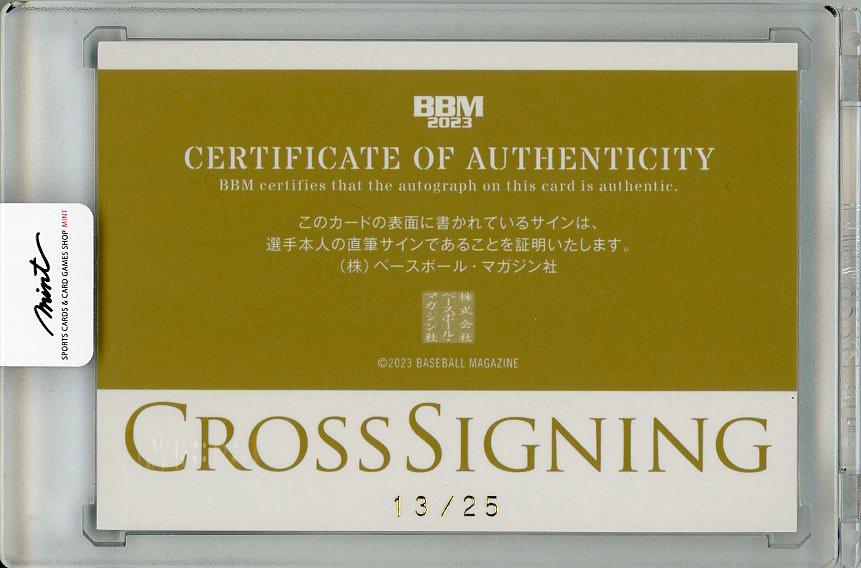 BBM
2023
CERTIFICATE OF AUTHENTICITY
BBM certifies that the autograph on this card is authentic.
このカードの表面に書かれているサインは、
選手本人の直筆サインであることを証明いたします。
(株)ベースボール・マガジン社
株式会社
ベースボール・
マガジン社
©2023 BASEBALL MAGAZINE
CROSSSIGNING
13/25
mint
SPORTS CARDS & CARD GAMES SHOP MINT